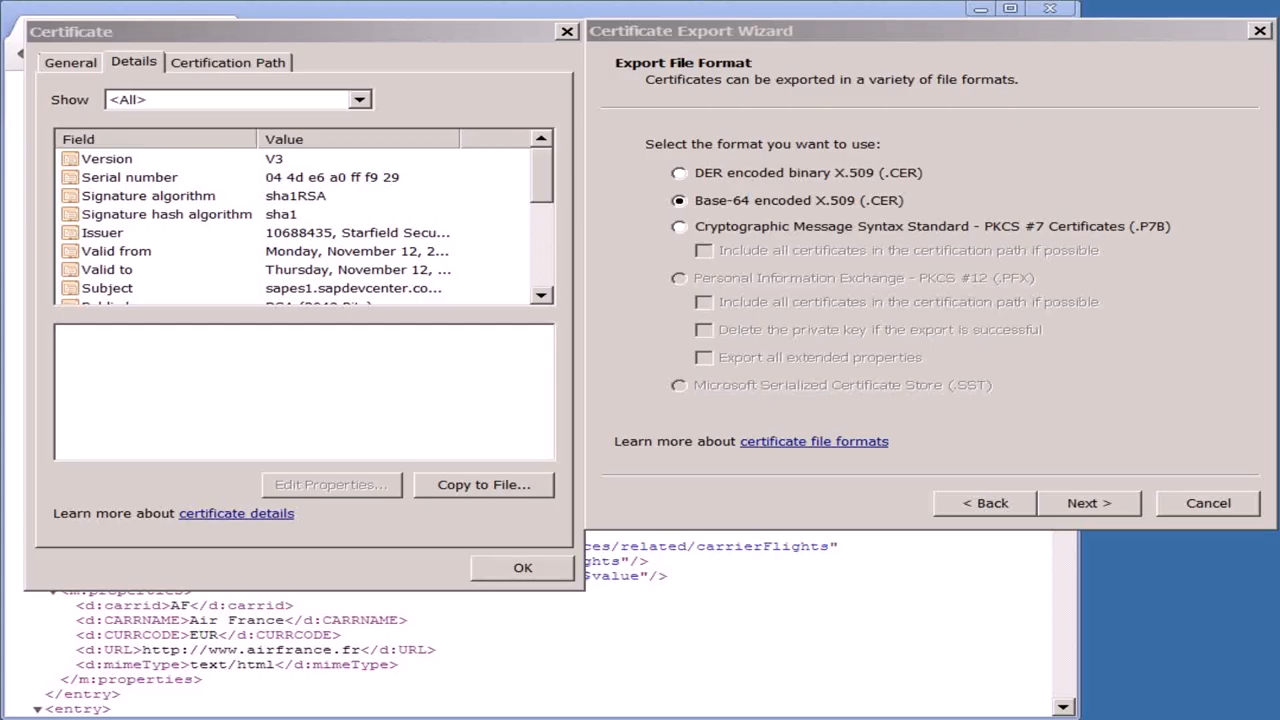 Certificate
General
Details
Certification Path
Show
<All>
Field Value
Version V3
Serial number 04 4d e6 a0 ff f9 29
Signature algorithm sha1RSA
Signature hash algorithm sha1
Issuer 10688435, Starfield Secu...
Valid from Monday, November 12, 2...
Valid to Thursday, November 12, ...
Subject sapes1.sapdevcenter.co...
Edit Properties...
Copy to File...
Learn more about certificate details
OK
Certificate Export Wizard
Export File Format
Certificates can be exported in a variety of file formats.
Select the format you want to use:
DER encoded binary X.509 (.CER)
Base-64 encoded X.509 (.CER)
Cryptographic Message Syntax Standard - PKCS #7 Certificates (.P7B)
Include all certificates in the certification path if possible
Personal Information Exchange - PKCS #12 (.PFX)
Include all certificates in the certification path if possible
Delete the private key if the export is successful
Export all extended properties
Microsoft Serialized Certificate Store (.SST)
Learn more about certificate file formats
< Back
Next >
Cancel
ces/related/carrierFlights"
ghts"/>
$value"/>
<m:properties>
<d:carrid>AF</d:carrid>
<d:CARRNAME>Air France</d:CARRNAME>
<d:CURRCODE>EUR</d:CURRCODE>
<d:URL>http://www.airfrance.fr</d:URL>
<d:mimeType>text/html</d:mimeType>
</m:properties>
</entry>
<entry>